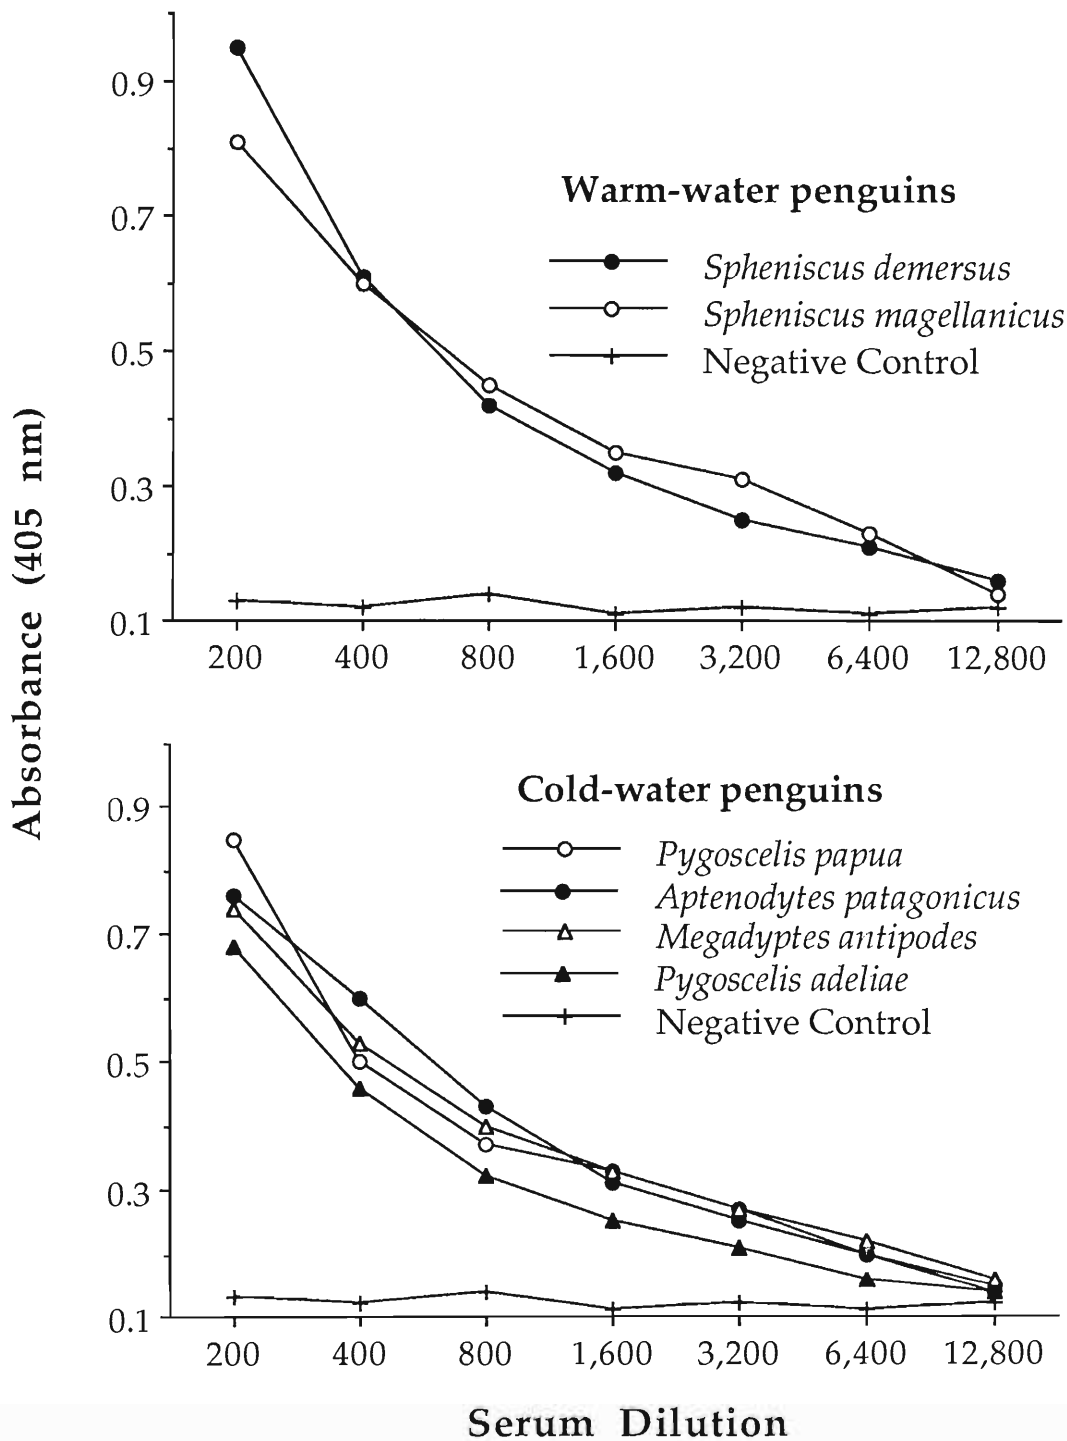 Absorbance (405 nm)
0.9
0.7
0.5
0.3
0.1
Warm-water penguins
Spheniscus demersus
Spheniscus magellanicus
Negative Control
200 400 800 1,600 3,200 6,400 12,800
0.9
0.7
0.5
0.3
0.1
Cold-water penguins
Pygoscelis papua
Aptenodytes patagonicus
Megadyptes antipodes
Pygoscelis adeliae
Negative Control
200 400 800 1,600 3,200 6,400 12,800
Serum Dilution